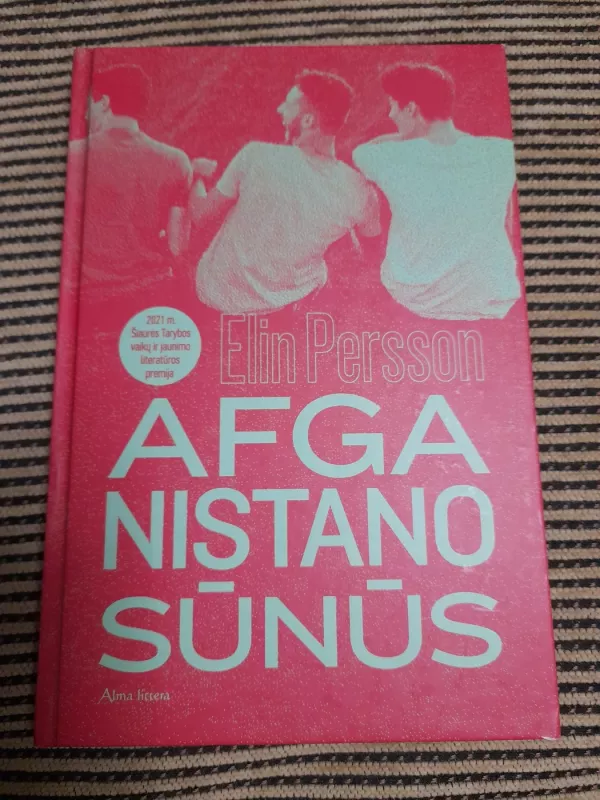 2021 m.
Šiaurės Tarybos
vaikų ir jaunimo
literatūros
premija
Elin Persson
AFGA
NISTANO
SŪNŪS
Alma littera